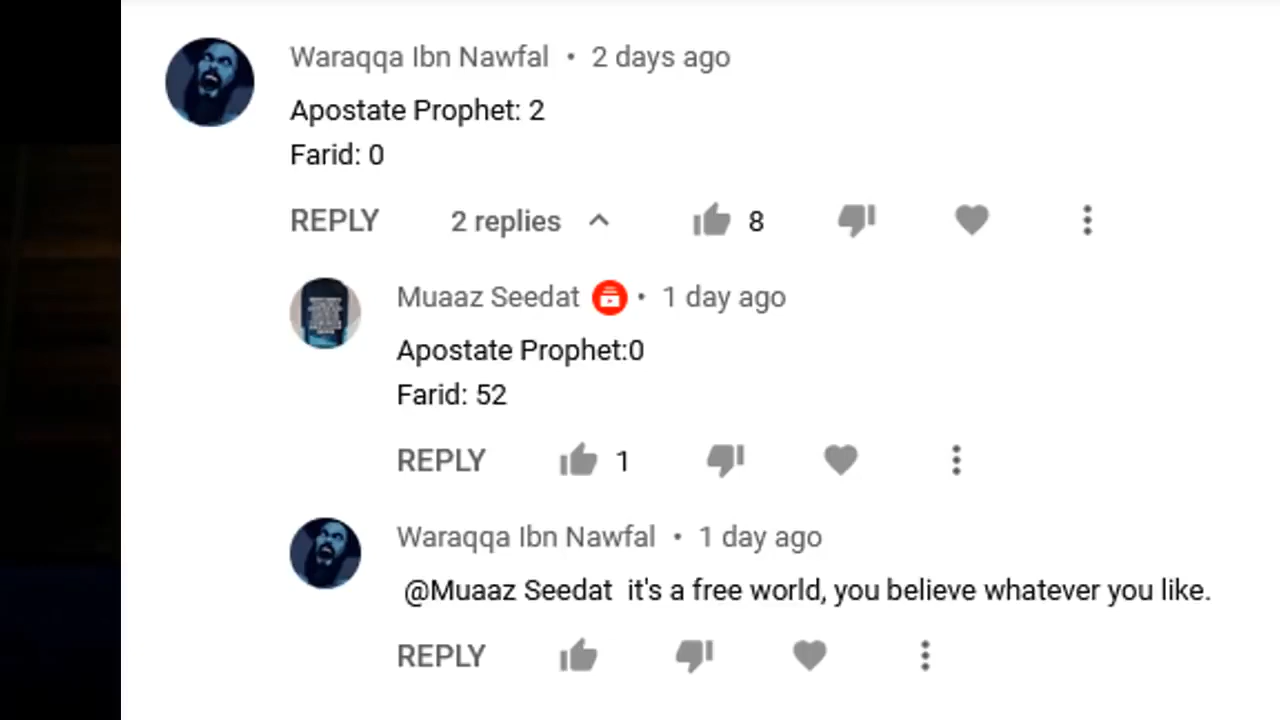 Waraqqa Ibn Nawfal • 2 days ago
Apostate Prophet: 2
Farid: 0
REPLY 2 replies 8
Muaaz Seedat • 1 day ago
Apostate Prophet:0
Farid: 52
REPLY 1
Waraqqa Ibn Nawfal • 1 day ago
@Muaaz Seedat it's a free world, you believe whatever you like.
REPLY